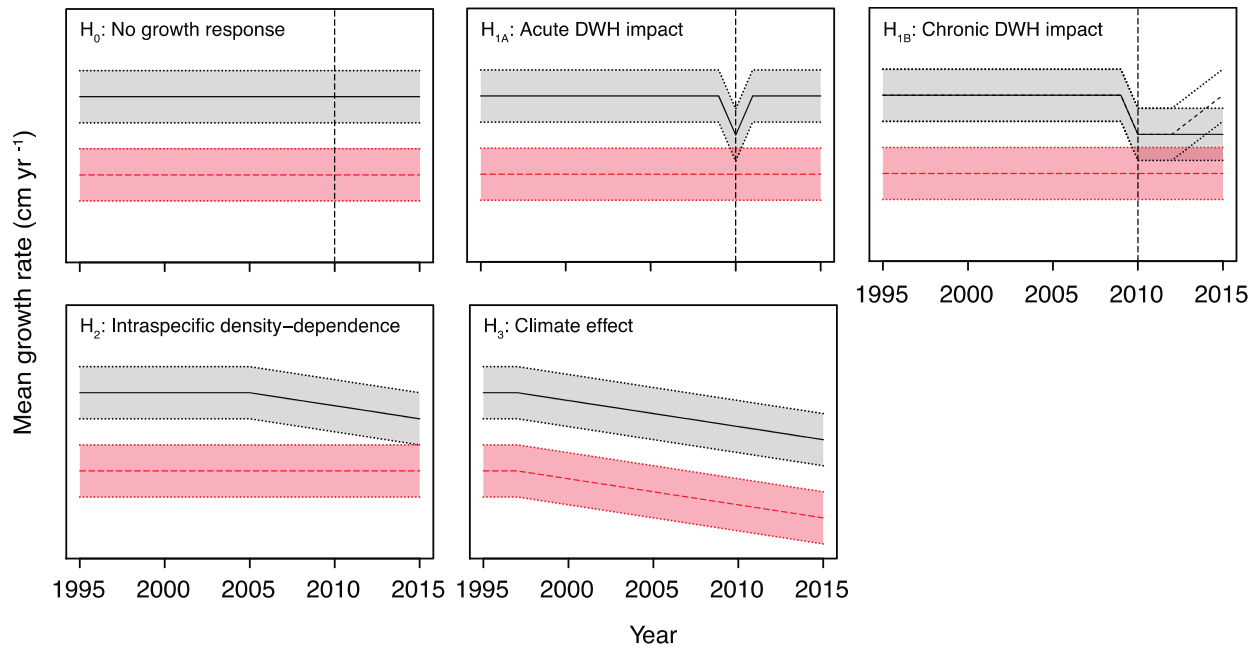 H0: No growth response
H1A: Acute DWH impact
H1B: Chronic DWH impact
1995 2000 2005 2010 2015
H2: Intraspecific density−dependence
H3: Climate effect
Mean growth rate (cm yr -1)
1995 2000 2005 2010 2015
1995 2000 2005 2010 2015
Year